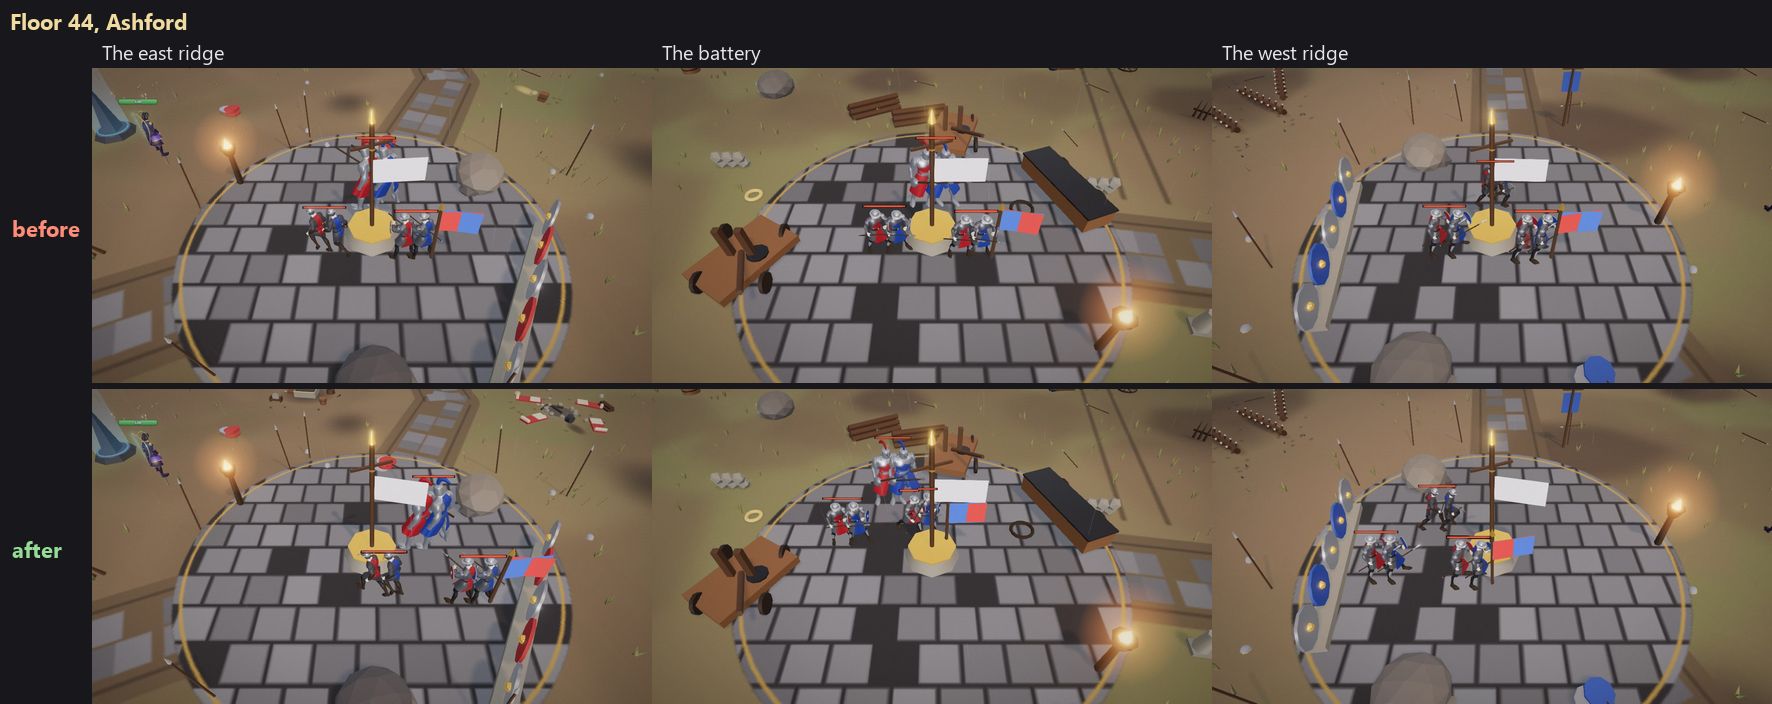 Floor 44, Ashford
The east ridge
The battery
The west ridge
before
after